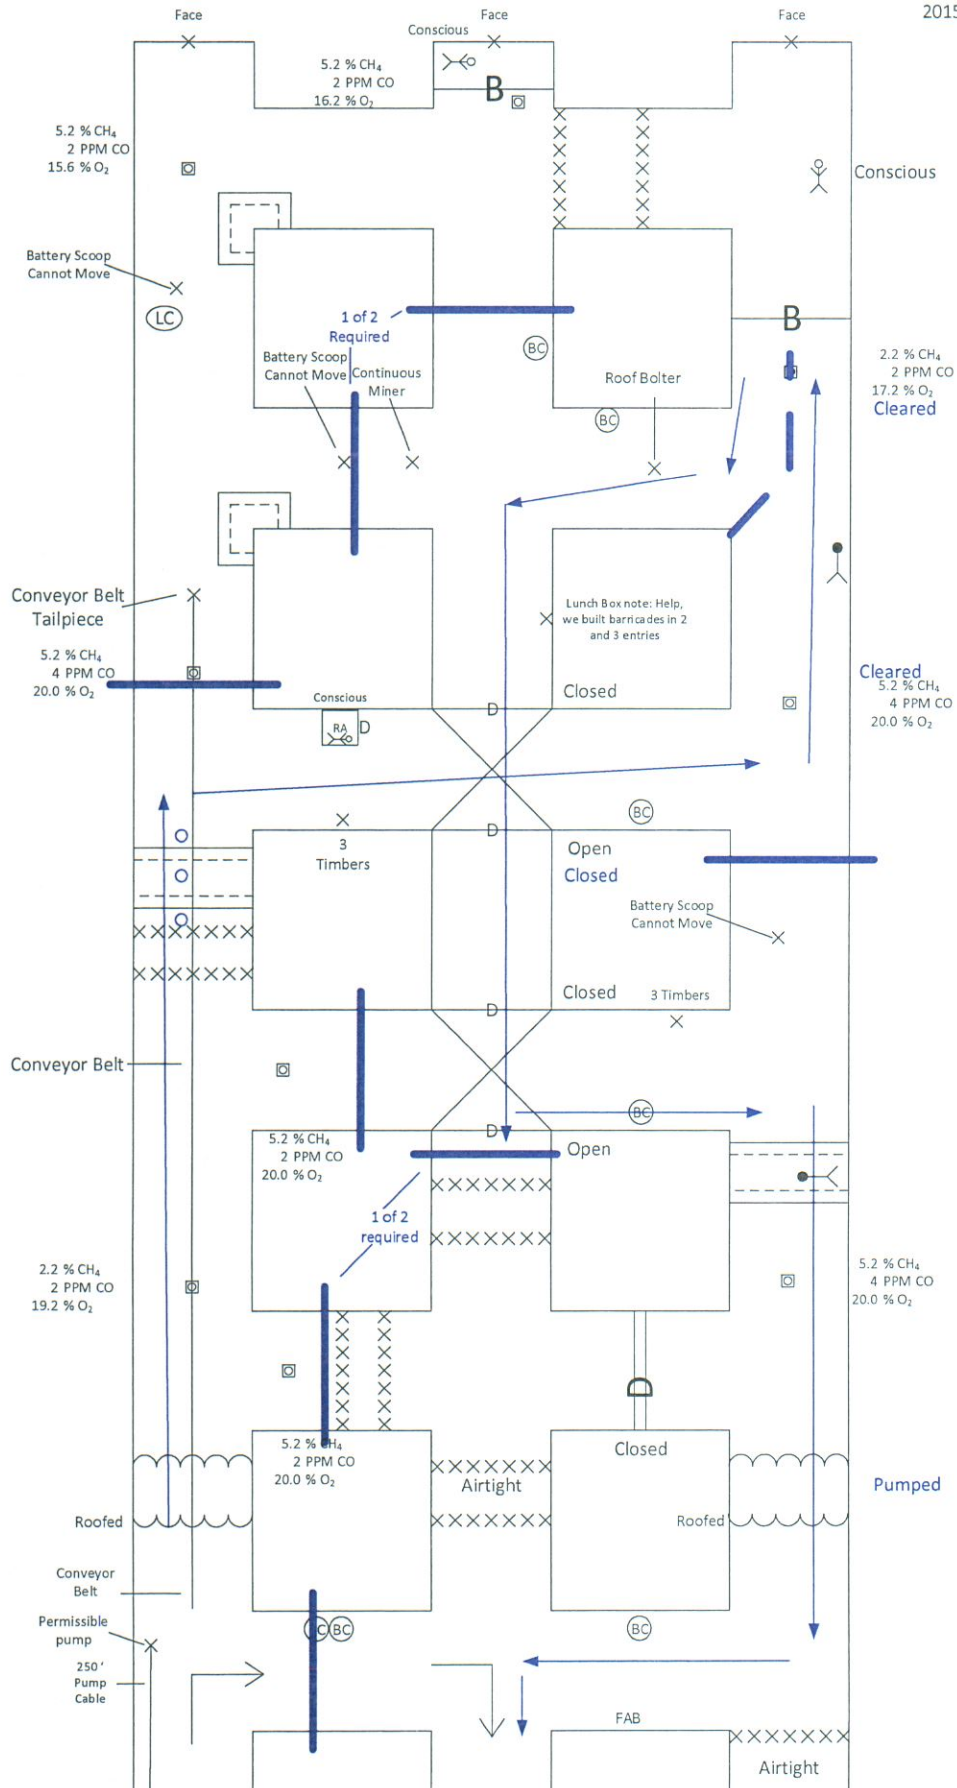 2015
Face
Face
Face
Conscious
5.2 % CH₄
2 PPM CO
16.2 % O₂
B
5.2 % CH₄
2 PPM CO
15.6 % O₂
Conscious
Battery Scoop
Cannot Move
LC
1 of 2
Required
B
BC
2.2 % CH₄
2 PPM CO
17.2 % O₂
Cleared
Battery Scoop
Cannot Move
Continuous
Miner
Roof Bolter
BC
Conveyor Belt
Tailpiece
Lunch Box note: Help,
we built barricades in 2
and 3 entries
5.2 % CH₄
4 PPM CO
20.0 % O₂
Cleared
5.2 % CH₄
4 PPM CO
20.0 % O₂
Closed
Conscious
RA
D
D
BC
D
3
Timbers
Open
Closed
Battery Scoop
Cannot Move
Closed
3 Timbers
D
Conveyor Belt
BC
D
5.2 % CH₄
2 PPM CO
20.0 % O₂
Open
1 of 2
required
2.2 % CH₄
2 PPM CO
19.2 % O₂
5.2 % CH₄
4 PPM CO
20.0 % O₂
D
5.2 % CH₄
2 PPM CO
20.0 % O₂
Closed
Airtight
Pumped
Roofed
Roofed
Conveyor
Belt
BC
BC
Permissible
pump
250'
Pump
Cable
FAB
Airtight